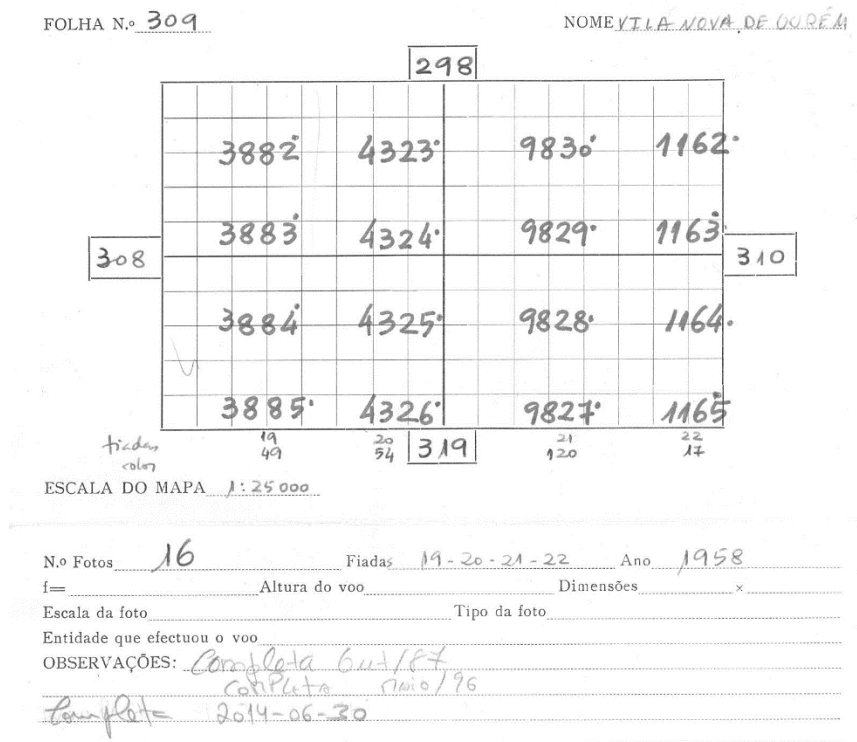 FOLHA N.º 309 NOME VILA NOVA DE OURÉM
298
3882 4323 9830 1162
3883 4324 9829 1163
308 310
3884 4325 9828 1164
3885 4326 9827 1165
fiadas 19 20 21 22
49 54 319 120 17
ESCALA DO MAPA 1:25000
N.º Fotos 16 Fiadas 19-20-21-22 Ano 1958
f= Altura do voo Dimensões ×
Escala da foto Tipo da foto
Entidade que efectuou o voo
OBSERVAÇÕES: Completa Out/87
Completa maio/96
Completa 2014-06-30